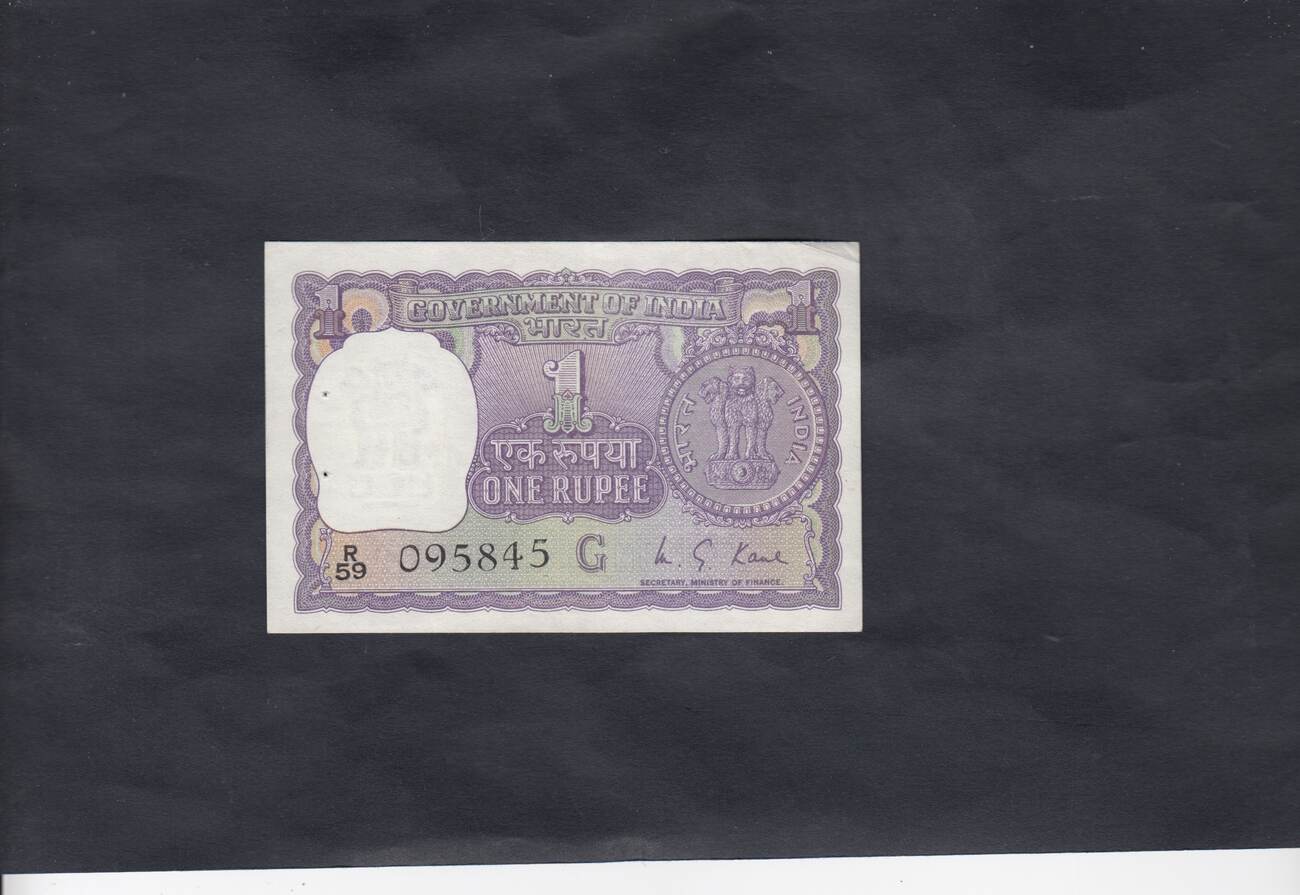 1 GOVERNMENT OF INDIA 1
भारत
1
एक रुपया
ONE RUPEE
भारत INDIA
R
59 095845 G M. G. Kaul
SECRETARY, MINISTRY OF FINANCE.